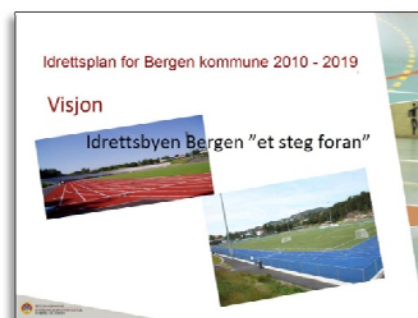 Idrettsplan for Bergen kommune 2010 - 2019
Visjon
Idrettsbyen Bergen "et steg foran"